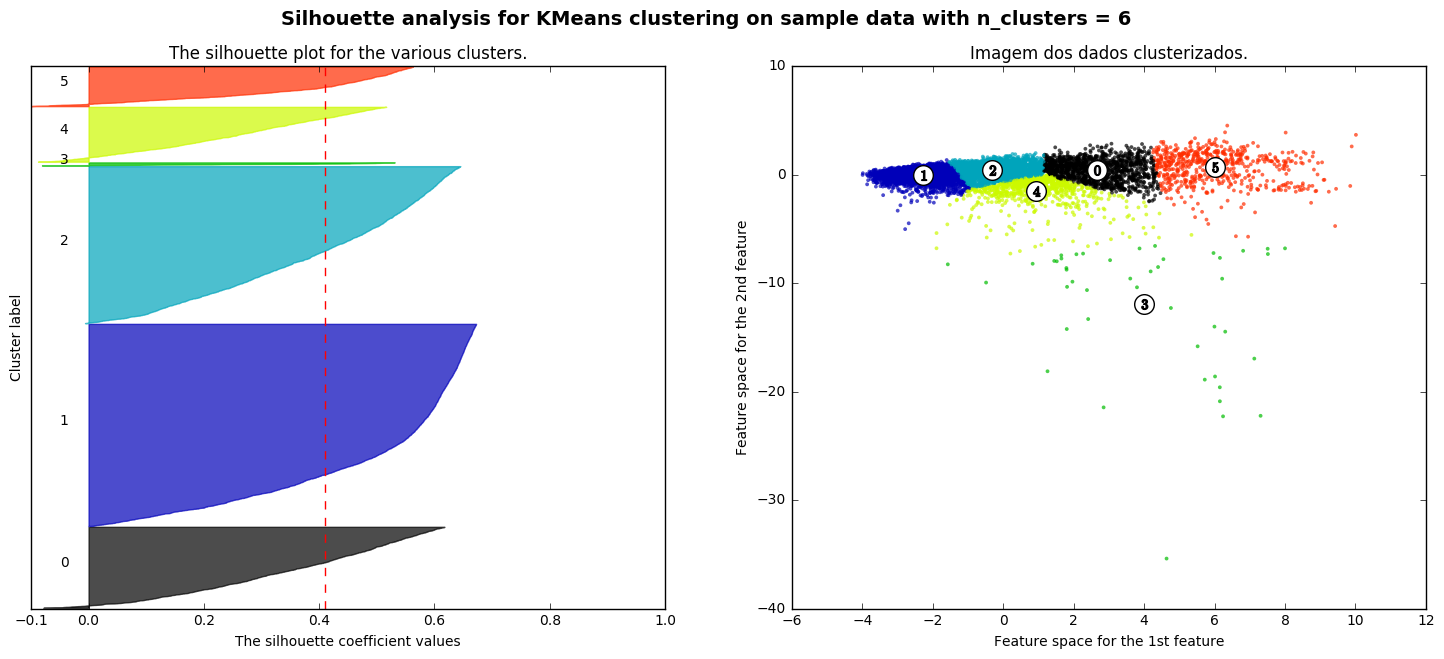 Silhouette analysis for KMeans clustering on sample data with n_clusters = 6
The silhouette plot for the various clusters.
5
4
3
2
1
0
Cluster label
−0.1 0.0 0.2 0.4 0.6 0.8 1.0
The silhouette coefficient values
Imagem dos dados clusterizados.
10
0
−10
−20
−30
−40
Feature space for the 2nd feature
1 2 4 0 5
3
−6 −4 −2 0 2 4 6 8 10 12
Feature space for the 1st feature